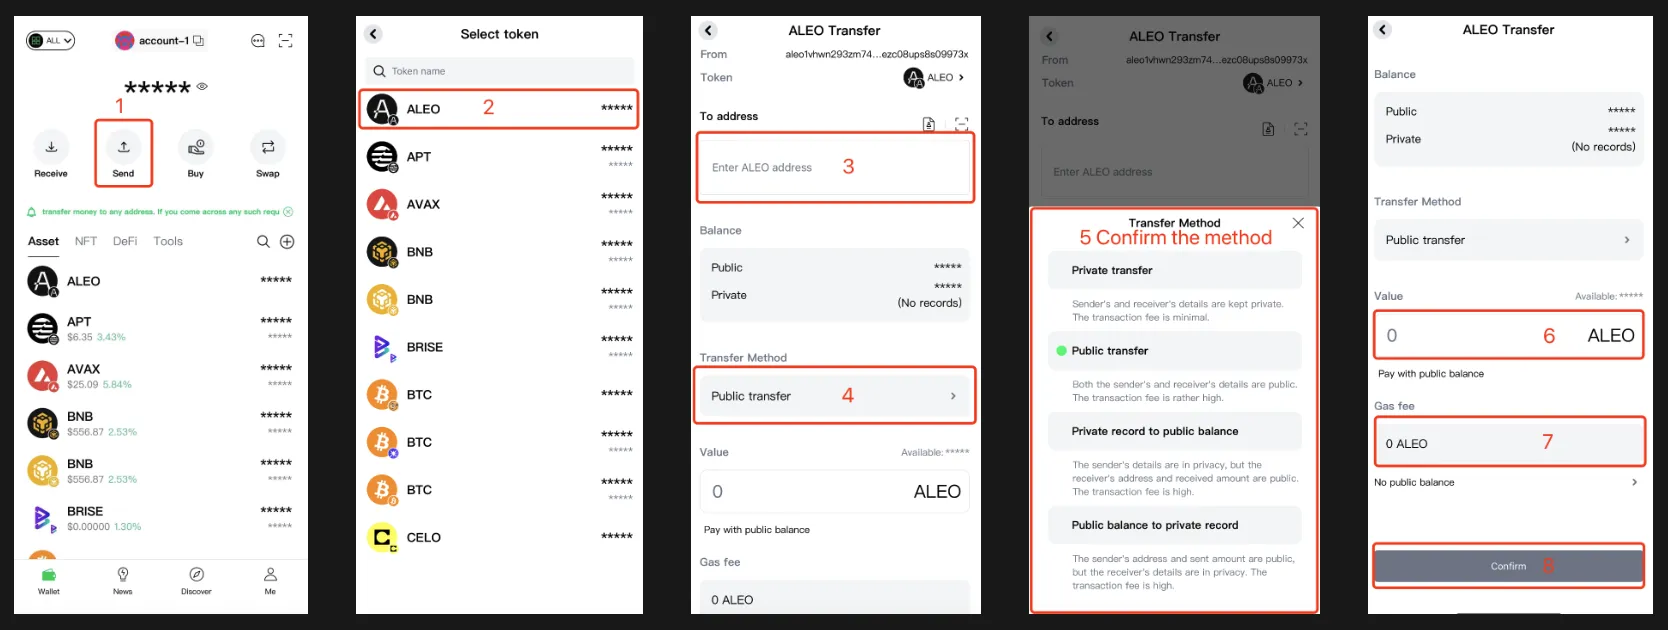 ALL
account-1
*****
1
Receive
Send
Buy
Swap
transfer money to any address. If you come across any such requ
Asset
NFT
DeFi
Tools
ALEO
*****
APT
*****
$6.35 3.43%
*****
AVAX
*****
$25.09 5.84%
*****
BNB
*****
$556.87 2.53%
*****
BNB
*****
$556.87 2.53%
*****
BRISE
*****
$0.00000 1.30%
*****
Wallet
News
Discover
Me
Select token
Token name
ALEO
2
*****
APT
*****
*****
AVAX
*****
*****
BNB
*****
*****
BNB
*****
*****
BRISE
*****
*****
BTC
*****
BTC
*****
*****
BTC
*****
*****
CELO
*****
ALEO Transfer
From
aleo1vhwn293zm74...ezc08ups8s09973x
Token
ALEO
To address
Enter ALEO address
3
Balance
Public
*****
Private
*****
(No records)
Transfer Method
Public transfer
4
Value
Available: *****
0
ALEO
Pay with public balance
Gas fee
0 ALEO
ALEO Transfer
From
aleo1vhwn293zm74...ezc08ups8s09973x
Token
ALEO
To address
Enter ALEO address
Transfer Method
5 Confirm the method
Private transfer
Sender's and receiver's details are kept private.
The transaction fee is minimal.
Public transfer
Both the sender's and receiver's details are public.
The transaction fee is rather high.
Private record to public balance
The sender's details are in privacy, but the
receiver's address and received amount are public.
The transaction fee is high.
Public balance to private record
The sender's address and sent amount are public,
but the receiver's details are in privacy. The
transaction fee is high.
ALEO Transfer
Balance
Public
*****
Private
*****
(No records)
Transfer Method
Public transfer
Value
Available: *****
0
6
ALEO
Pay with public balance
Gas fee
0 ALEO
7
No public balance
Confirm
8